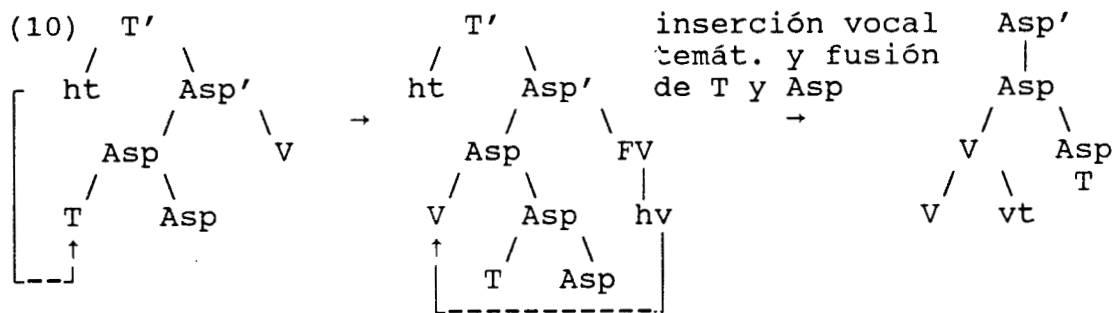 (10) T' T' inserción vocal Asp'
temát. y fusión
ht Asp' ht Asp' de T y Asp Asp
→ →
Asp V Asp FV V Asp
T
T Asp V Asp hv V vt
T Asp